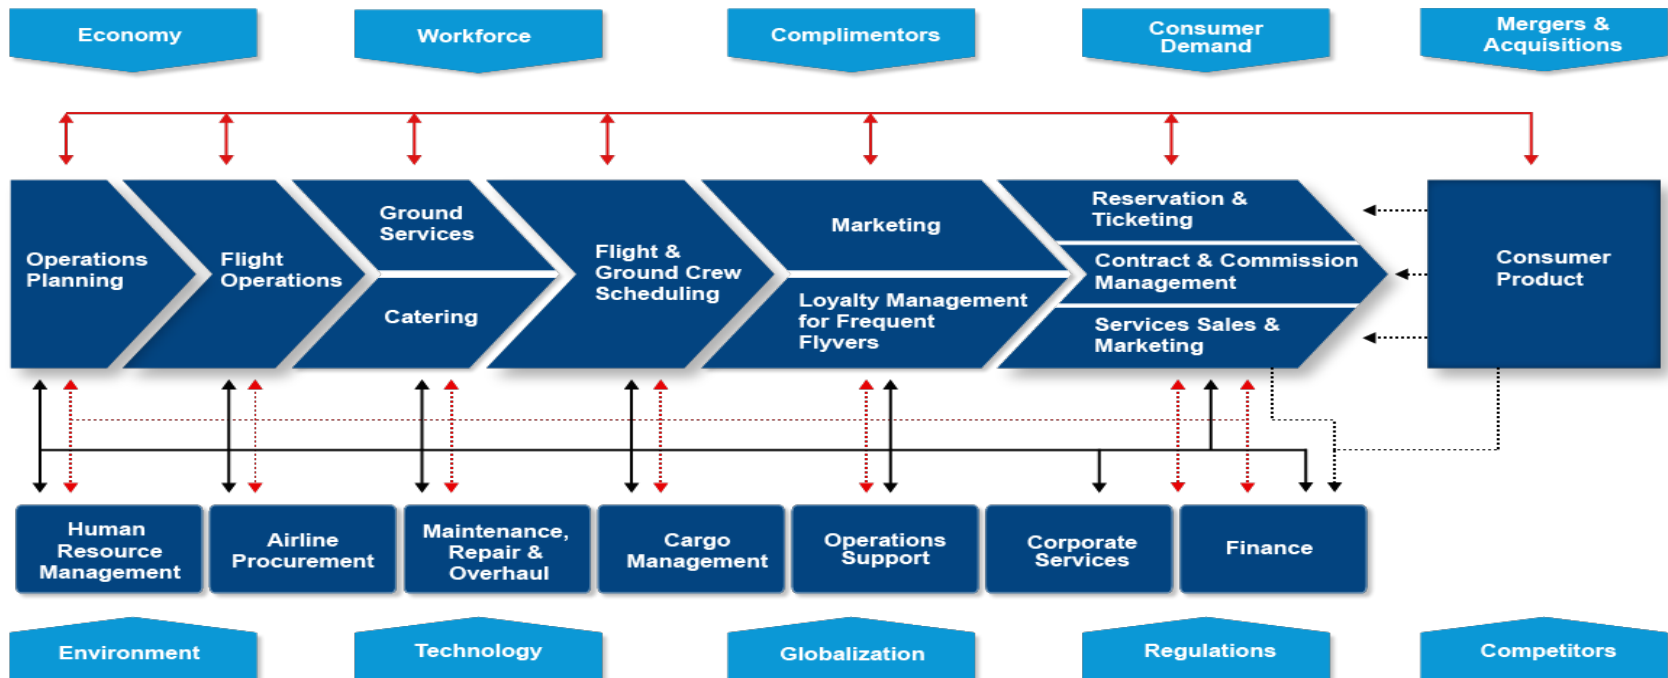 Economy
Workforce
Complimentors
Consumer
Demand
Mergers &
Acquisitions
Operations
Planning
Flight
Operations
Ground
Services
Catering
Flight &
Ground Crew
Scheduling
Marketing
Loyalty Management
for Frequent
Flyvers
Reservation &
Ticketing
Contract & Commission
Management
Services Sales &
Marketing
Consumer
Product
Human
Resource
Management
Airline
Procurement
Maintenance,
Repair &
Overhaul
Cargo
Management
Operations
Support
Corporate
Services
Finance
Environment
Technology
Globalization
Regulations
Competitors